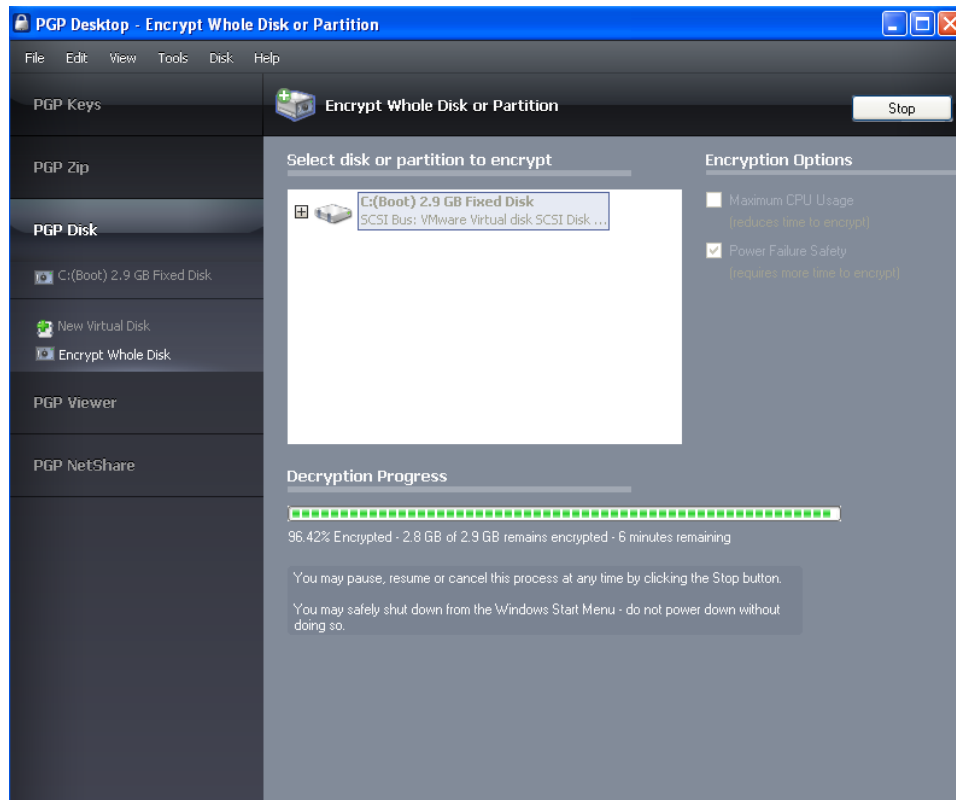 PGP Desktop - Encrypt Whole Disk or Partition
File Edit View Tools Disk Help
PGP Keys
Encrypt Whole Disk or Partition
Stop
PGP Zip
Select disk or partition to encrypt
Encryption Options
C:(Boot) 2.9 GB Fixed Disk
SCSI Bus: VMware Virtual disk SCSI Disk ...
Maximum CPU Usage
(reduces time to encrypt)
Power Failure Safety
(requires more time to encrypt)
PGP Disk
C:(Boot) 2.9 GB Fixed Disk
New Virtual Disk
Encrypt Whole Disk
PGP Viewer
PGP NetShare
Decryption Progress
96.42% Encrypted - 2.8 GB of 2.9 GB remains encrypted - 6 minutes remaining
You may pause, resume or cancel this process at any time by clicking the Stop button.
You may safely shut down from the Windows Start Menu - do not power down without
doing so.